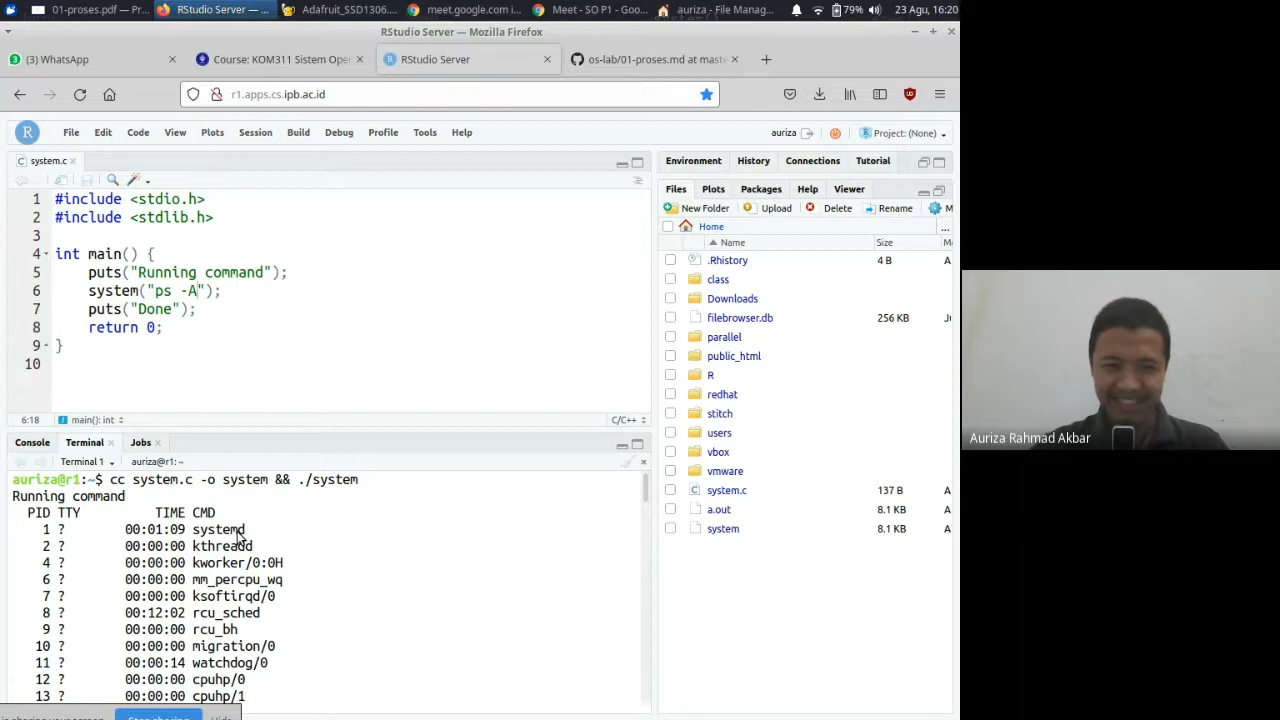 01-proses.pdf — Pr...
RStudio Server — ...
Adafruit_SSD1306....
meet.google.com i...
Meet - SO P1 - Goo...
auriza - File Manag...
79%
23 Agu, 16:20
RStudio Server — Mozilla Firefox
(3) WhatsApp
Course: KOM311 Sistem Ope
RStudio Server
os-lab/01-proses.md at mast
r1.apps.cs.ipb.ac.id
File Edit Code View Plots Session Build Debug Profile Tools Help
auriza
Project: (None)
system.c
1 #include <stdio.h>
2 #include <stdlib.h>
3
4 int main() {
5 puts("Running command");
6 system("ps -A");
7 puts("Done");
8 return 0;
9 }
10
6:18 main(): int C/C++
Console Terminal Jobs
Terminal 1 auriza@r1: ~
auriza@r1:~$ cc system.c -o system && ./system
Running command
PID TTY TIME CMD
1 ? 00:01:09 systemd
2 ? 00:00:00 kthreadd
4 ? 00:00:00 kworker/0:0H
6 ? 00:00:00 mm_percpu_wq
7 ? 00:00:00 ksoftirqd/0
8 ? 00:12:02 rcu_sched
9 ? 00:00:00 rcu_bh
10 ? 00:00:00 migration/0
11 ? 00:00:14 watchdog/0
12 ? 00:00:00 cpuhp/0
13 ? 00:00:00 cpuhp/1
is sharing your screen. Stop sharing Hide
Environment History Connections Tutorial
Files Plots Packages Help Viewer
New Folder Upload Delete Rename M
Home ...
Name Size M
.Rhistory 4 B A
class
Downloads
filebrowser.db 256 KB Ju
parallel
public_html
R
redhat
stitch
users
vbox
vmware
system.c 137 B A
a.out 8.1 KB A
system 8.1 KB A
Auriza Rahmad Akbar